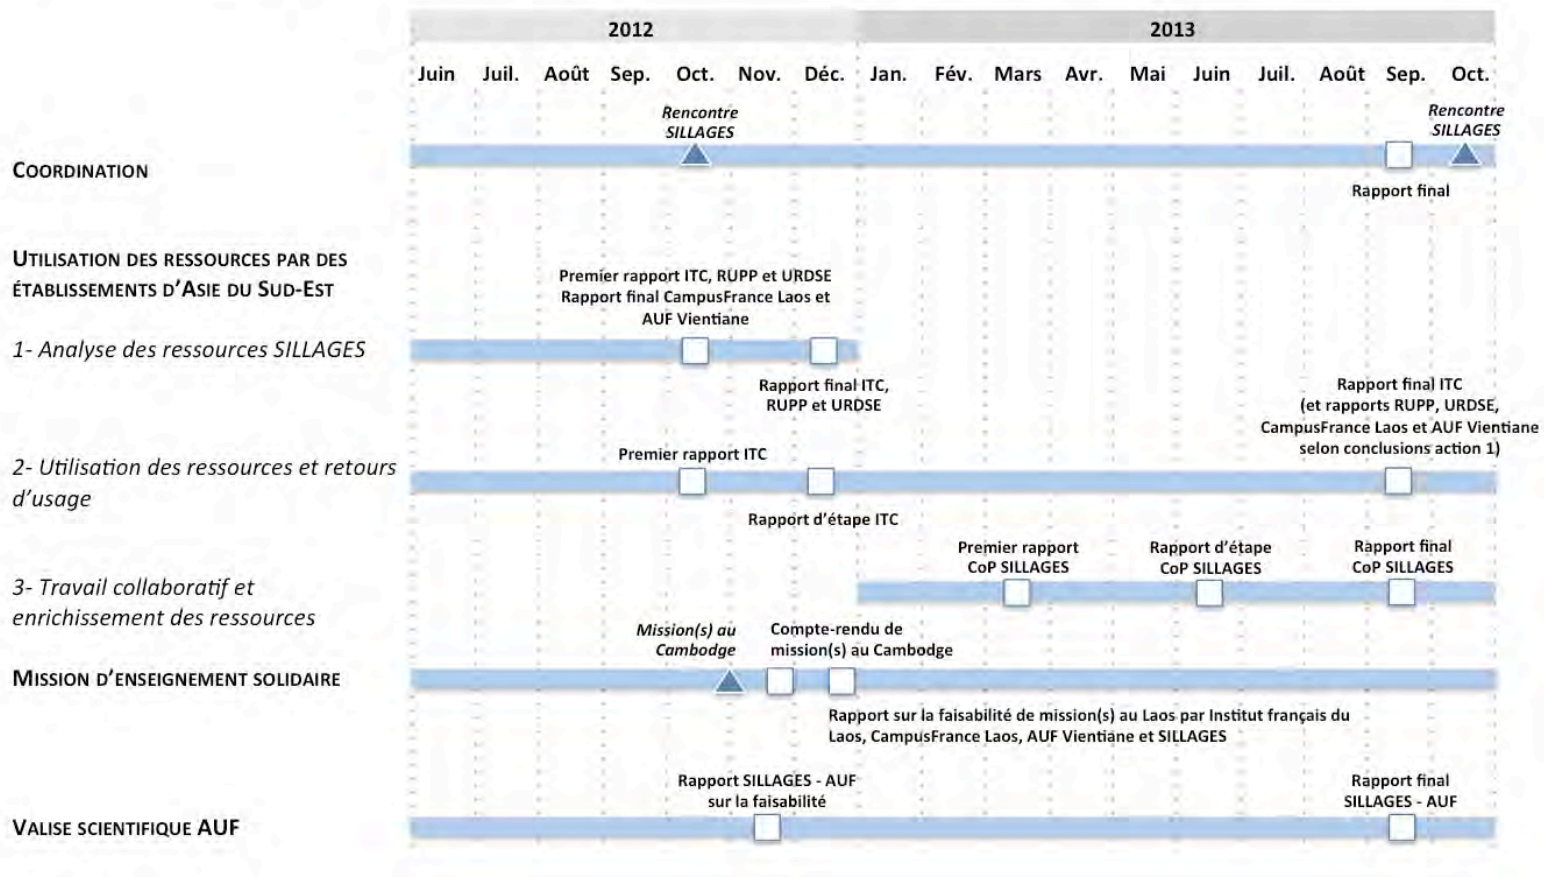 2012 2013
Juin Juil. Août Sep. Oct. Nov. Déc. Jan. Fév. Mars Avr. Mai Juin Juil. Août Sep. Oct.
Rencontre
SILLAGES
Rencontre
SILLAGES
COORDINATION
Rapport final
UTILISATION DES RESSOURCES PAR DES
ÉTABLISSEMENTS D'ASIE DU SUD-EST
Premier rapport ITC, RUPP et URDSE
Rapport final CampusFrance Laos et
AUF Vientiane
1- Analyse des ressources SILLAGES
Rapport final ITC,
RUPP et URDSE
Rapport final ITC
(et rapports RUPP, URDSE,
CampusFrance Laos et AUF Vientiane
selon conclusions action 1)
Premier rapport ITC
2- Utilisation des ressources et retours
d'usage
Rapport d'étape ITC
Premier rapport
CoP SILLAGES
Rapport d'étape
CoP SILLAGES
Rapport final
CoP SILLAGES
3- Travail collaboratif et
enrichissement des ressources
Mission(s) au
Cambodge
Compte-rendu de
mission(s) au Cambodge
MISSION D'ENSEIGNEMENT SOLIDAIRE
Rapport sur la faisabilité de mission(s) au Laos par Institut français du
Laos, CampusFrance Laos, AUF Vientiane et SILLAGES
Rapport SILLAGES - AUF
sur la faisabilité
Rapport final
SILLAGES - AUF
VALISE SCIENTIFIQUE AUF